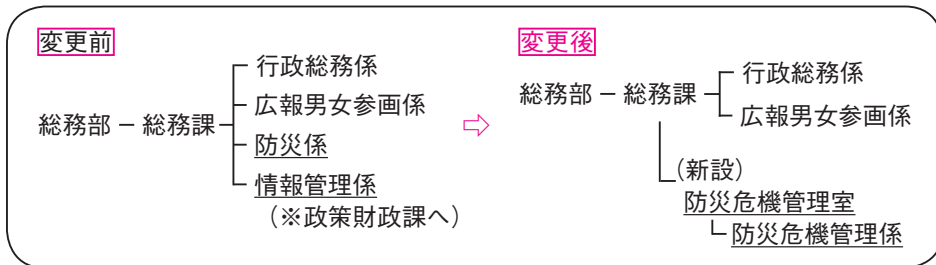 変更前
総務部 − 総務課
行政総務係
広報男女参画係
防災係
情報管理係
（※政策財政課へ）
⇨
変更後
総務部 − 総務課
行政総務係
広報男女参画係
（新設）
防災危機管理室
防災危機管理係